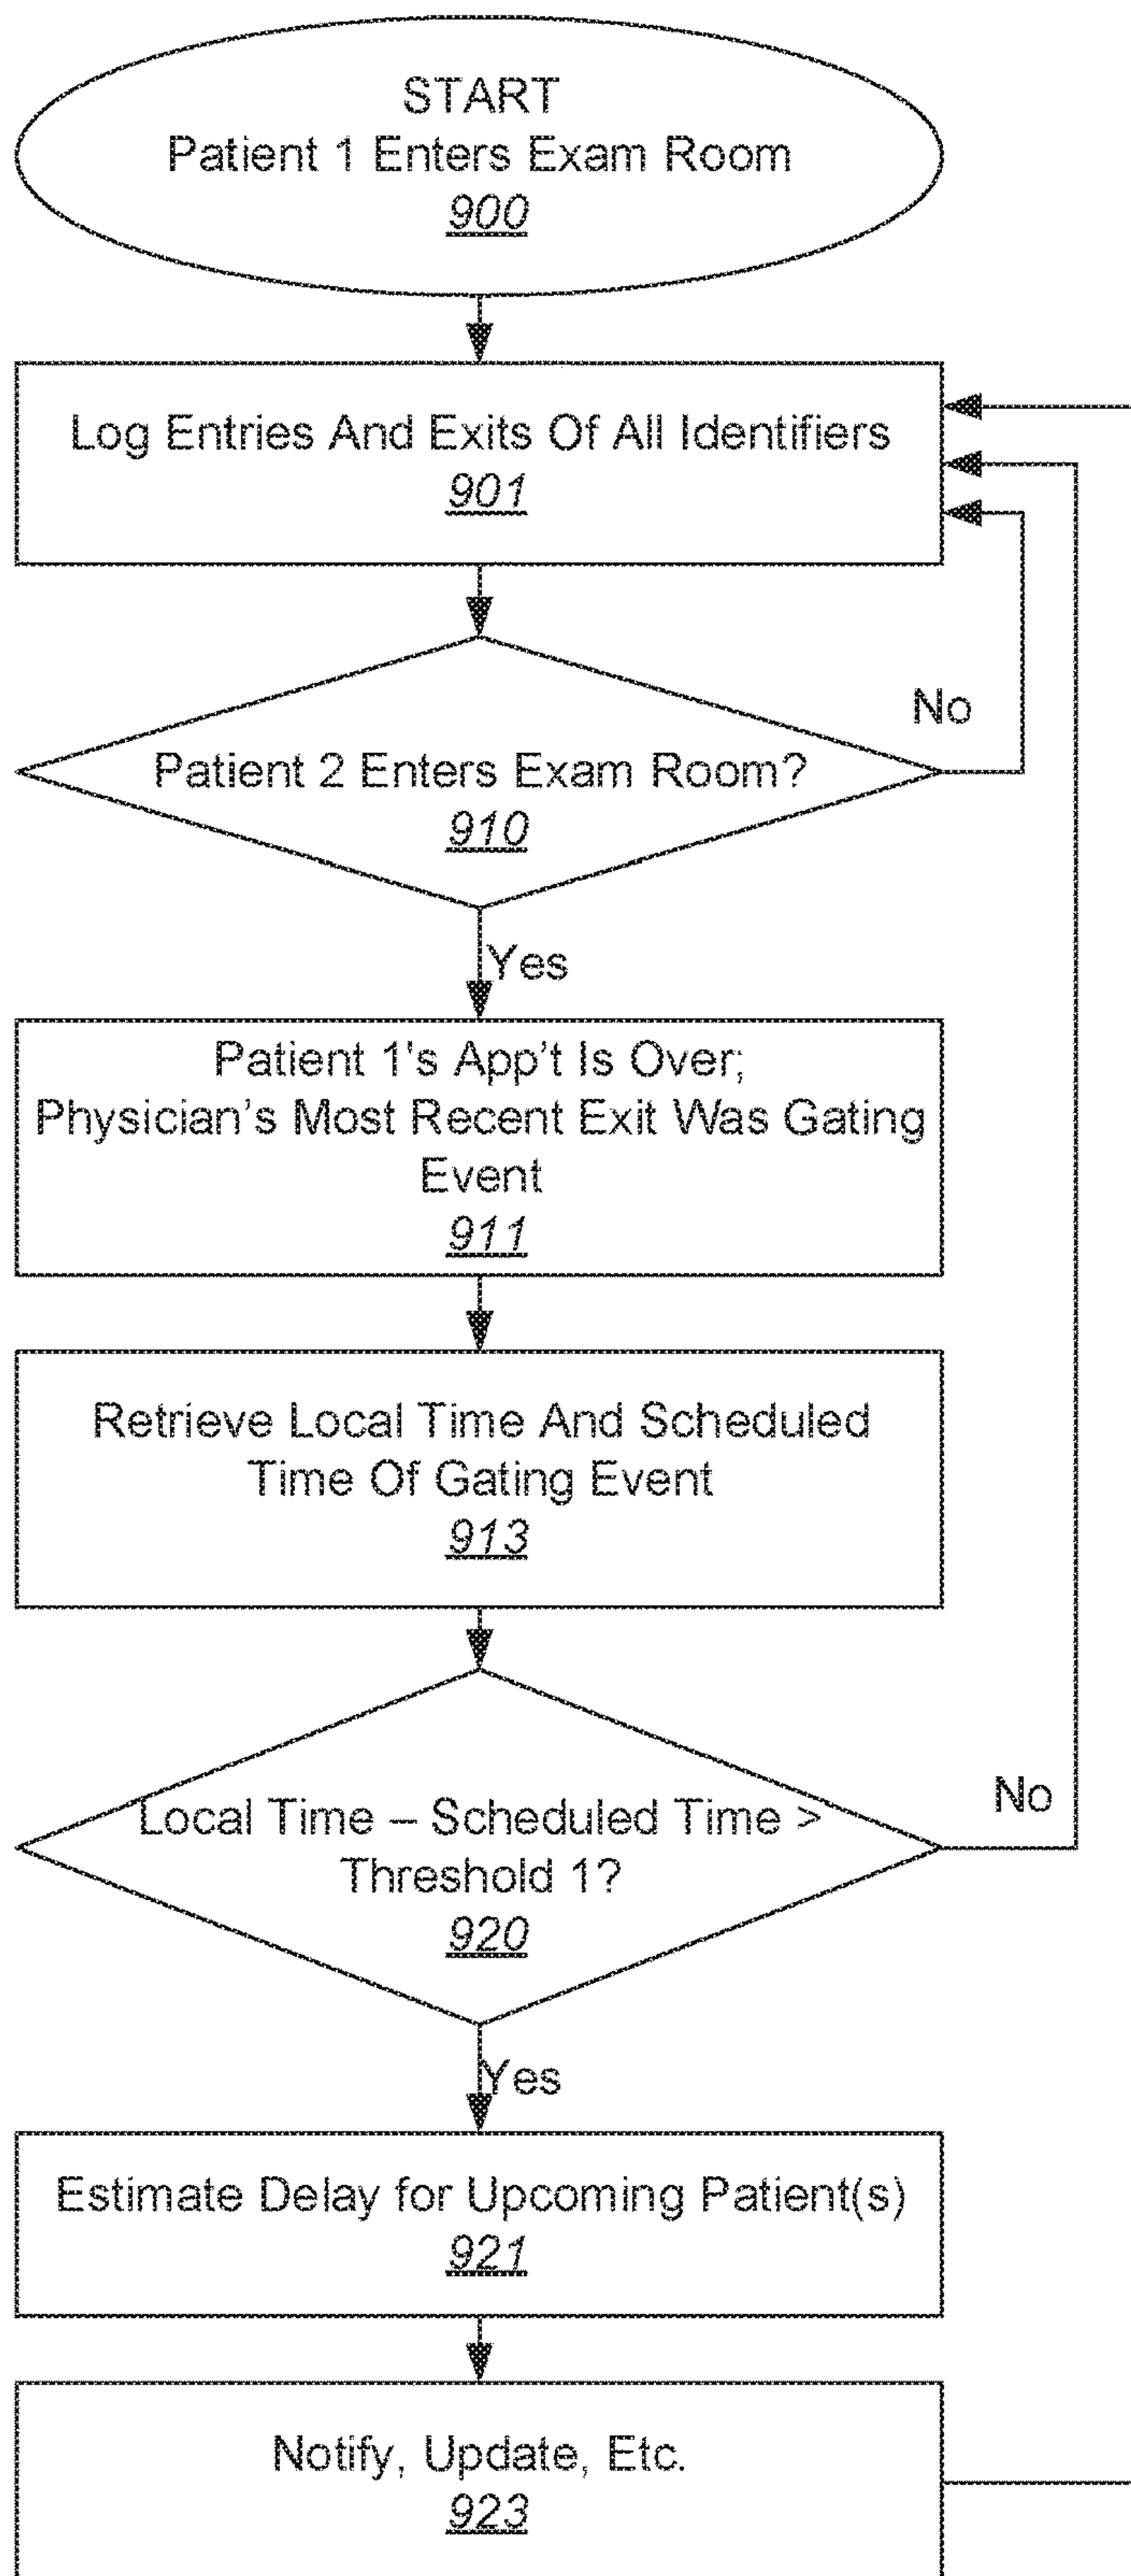 START
Patient 1 Enters Exam Room
900
Log Entries And Exits Of All Identifiers
901
Patient 2 Enters Exam Room?
910
No
Yes
Patient 1's App't Is Over;
Physician's Most Recent Exit Was Gating
Event
911
Retrieve Local Time And Scheduled
Time Of Gating Event
913
Local Time – Scheduled Time >
Threshold 1?
920
No
Yes
Estimate Delay for Upcoming Patient(s)
921
Notify, Update, Etc.
923